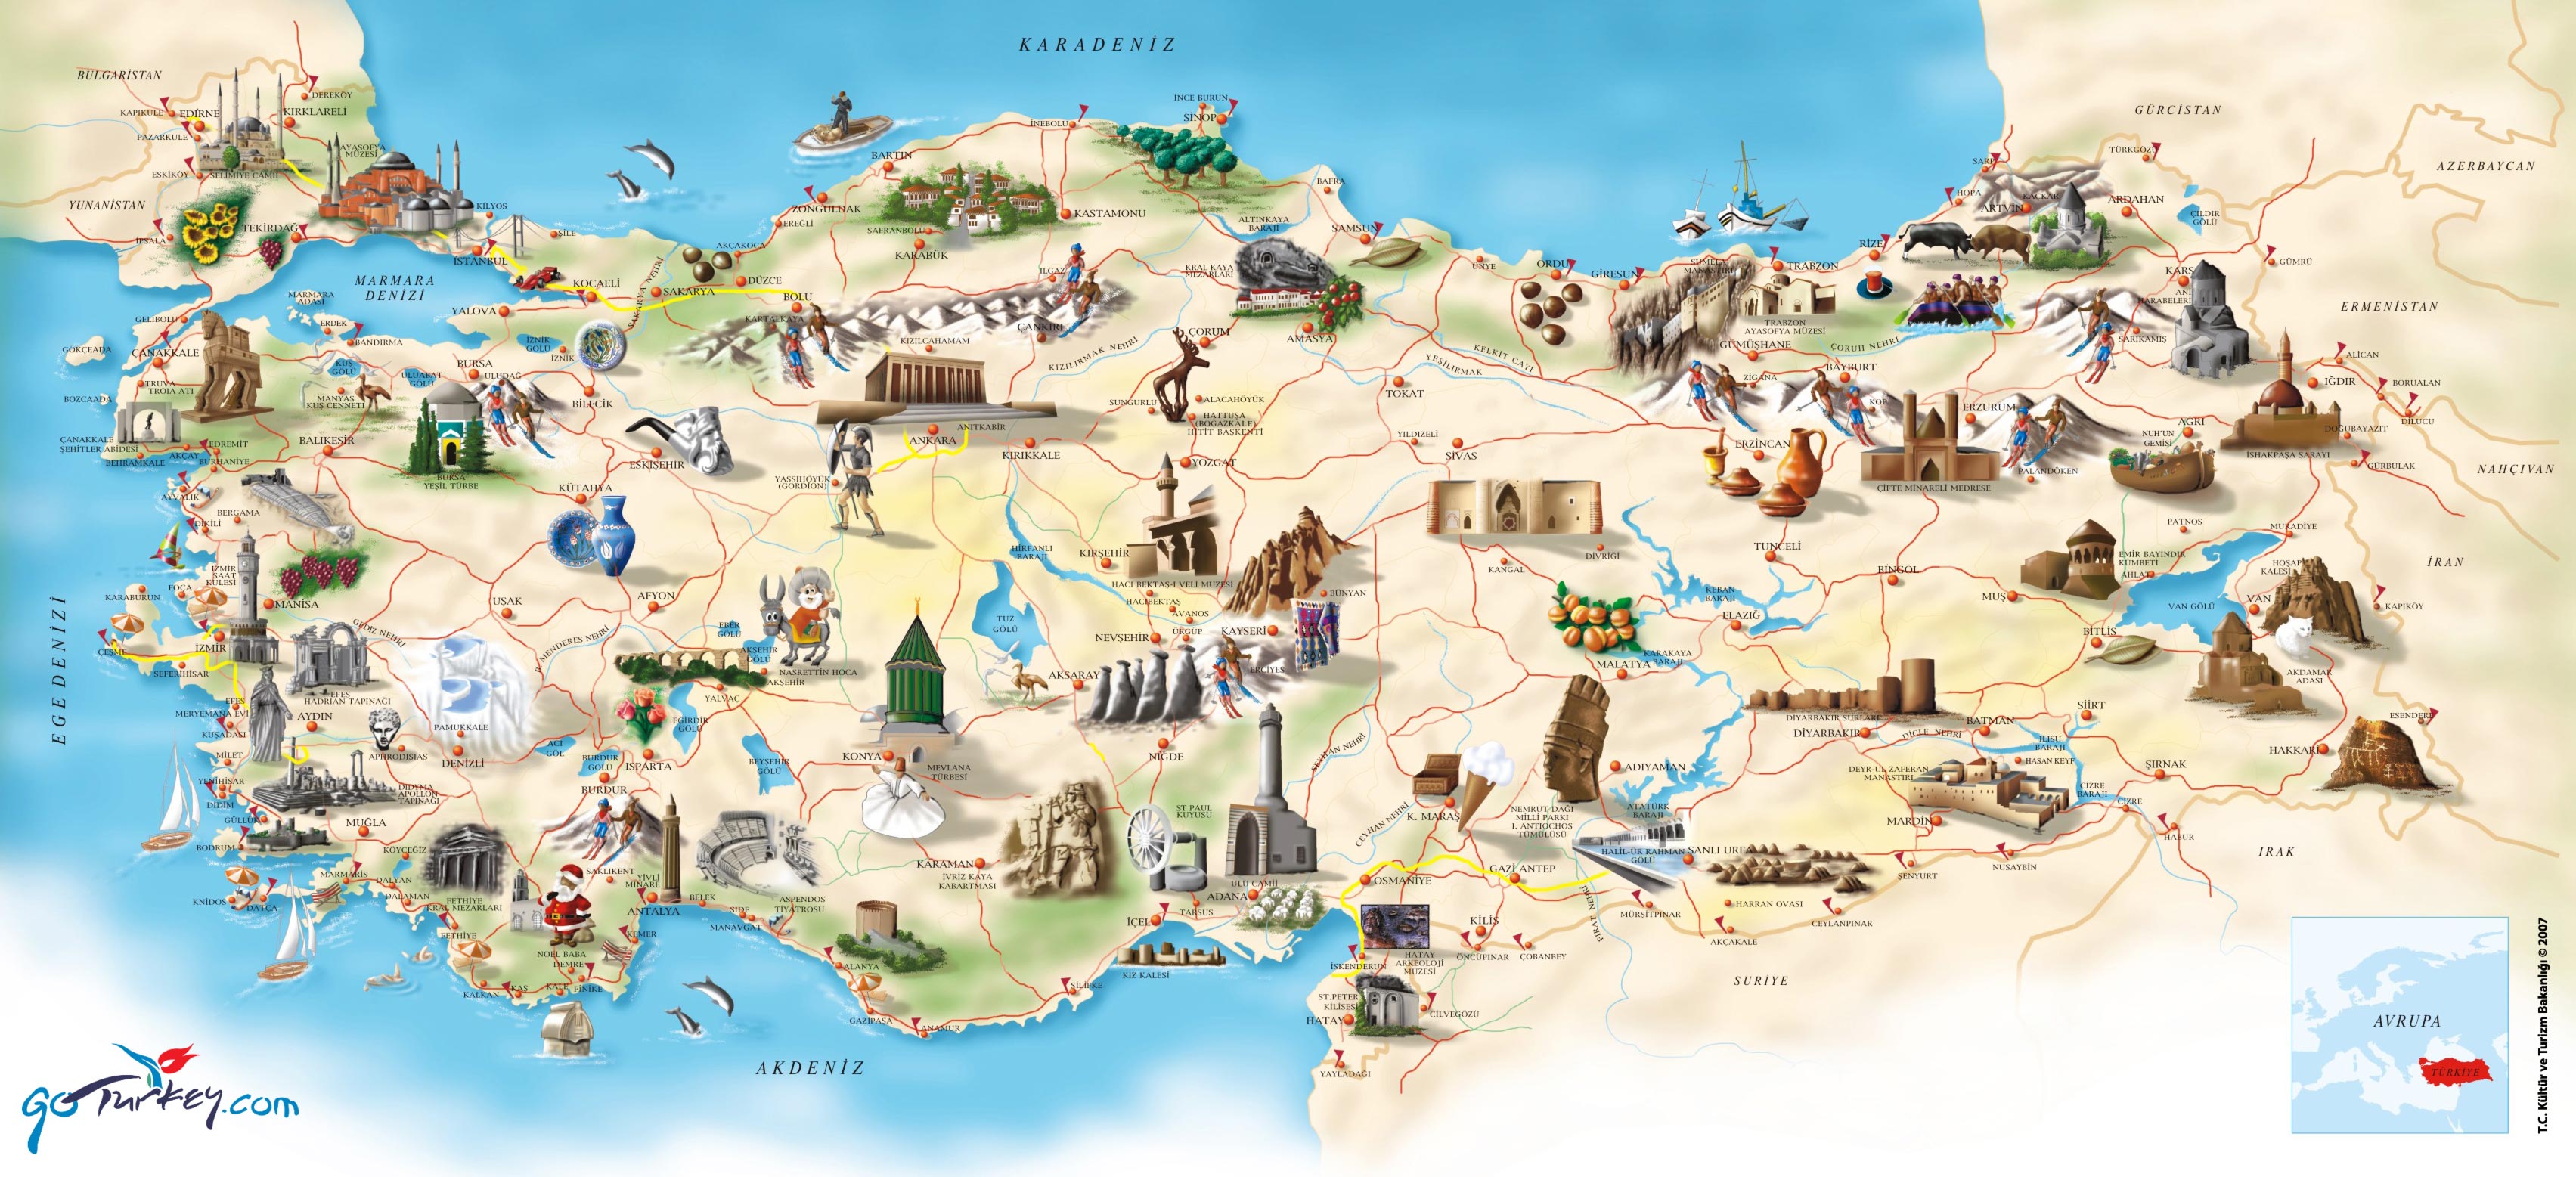 KARADENİZ
BULGARİSTAN
DEREKÖY
KAPIKULE
EDİRNE
KIRKLARELİ
PAZARKULE
AYASOFYA
MÜZESİ
ESKİKÖY
SELİMİYE CAMİİ
YUNANİSTAN
İPSALA
TEKİRDAĞ
KİLYOS
İSTANBUL
ŞİLE
MARMARA
DENİZİ
MARMARA
ADASI
GELİBOLU
ERDEK
BANDIRMA
YALOVA
KOCAELİ
SAKARYA NEHRİ
SAKARYA
AKÇAKOCA
DÜZCE
BOLU
KARTALKAYA
EREĞLİ
ZONGULDAK
BARTIN
SAFRANBOLU
KARABÜK
KASTAMONU
İNEBOLU
İNCE BURUN
SİNOP
BAFRA
ALTINKAYA
BARAJI
SAMSUN
ILGAZ
ÇANKIRI
KRAL KAYA
MEZARLARI
AMASYA
ÜNYE
ORDU
GİRESUN
SUMELA
MANASTIRI
TRABZON
TRABZON
AYASOFYA MÜZESİ
RİZE
HOPA
SARP
ARTVİN
KAÇKAR
ARDAHAN
TÜRKGÖZÜ
ÇILDIR
GÖLÜ
GÜRCİSTAN
AZERBAYCAN
GÜMRÜ
KARS
ANİ
HARABELERİ
ERMENİSTAN
SARIKAMIŞ
GÖKÇEADA
ÇANAKKALE
TRUVA
TROIA ATI
BOZCAADA
ÇANAKKALE
ŞEHİTLER ABİDESİ
BEHRAMKALE
AKÇAY
EDREMİT
BURHANİYE
KUŞ
GÖLÜ
MANYAS
KUŞ CENNETİ
ULUABAT
GÖLÜ
BURSA
ULUDAĞ
İZNİK
GÖLÜ
İZNİK
BİLECİK
BALIKESİR
BURSA
YEŞİL TÜRBE
ESKİŞEHİR
KIZILCAHAMAM
KIZILIRMAK NEHRİ
ANITKABİR
ANKARA
KIRIKKALE
ÇORUM
SUNGURLU
ALACAHÖYÜK
HATTUŞA
(BOĞAZKALE)
HİTİT BAŞKENTİ
YEŞİLIRMAK
KELKİT ÇAYI
TOKAT
YILDIZELİ
SİVAS
YOZGAT
GÜMÜŞHANE
ZİGANA
ÇORUH NEHRİ
BAYBURT
KOP
ERZİNCAN
ERZURUM
ÇİFTE MİNARELİ MEDRESE
PALANDÖKEN
AĞRI
NUH'UN
GEMİSİ
ALİCAN
IĞDIR
BORUALAN
DİLUCU
DOĞUBAYAZIT
İSHAKPAŞA SARAYI
GÜRBULAK
NAHÇIVAN
AYVALIK
DİKİLİ
BERGAMA
KÜTAHYA
YASSIHÖYÜK
(GORDİON)
HİRFANLI
BARAJI
KIRŞEHİR
HACI BEKTAŞ-I VELİ MÜZESİ
HACIBEKTAŞ
AVANOS
ÜRGÜP
NEVŞEHİR
KAYSERİ
BÜNYAN
ERCİYES
DİVRİĞİ
KANGAL
TUNCELİ
BİNGÖL
MUŞ
PATNOS
MURADİYE
EMİR BAYINDIR
KÜMBETİ
AHLAT
VAN GÖLÜ
HOŞAP
KALESİ
VAN
KAPIKÖY
İRAN
BİTLİS
AKDAMAR
ADASI
EGE DENİZİ
KARABURUN
FOÇA
İZMİR
SAAT
KULESİ
MANİSA
UŞAK
AFYON
GEDİZ NEHRİ
B. MENDERES NEHRİ
ÇEŞME
İZMİR
SEFERİHİSAR
EFES
HADRIAN TAPINAĞI
EFES
MERYEMANA EVİ
KUŞADASI
AYDIN
PAMUKKALE
APHRODISIAS
DENİZLİ
ACI
GÖL
BURDUR
GÖLÜ
BURDUR
ISPARTA
EĞİRDİR
GÖLÜ
YALVAÇ
EBER
GÖLÜ
AKŞEHİR
GÖLÜ
AKŞEHİR
NASRETTİN HOCA
TUZ
GÖLÜ
AKSARAY
KONYA
MEVLANA
TÜRBESİ
BEYŞEHİR
GÖLÜ
NİĞDE
KEBAN
BARAJI
ELAZIĞ
MALATYA
KARAKAYA
BARAJI
DİYARBAKIR SURLARI
DİYARBAKIR
BATMAN
DİCLE NEHRİ
SİİRT
ILISU
BARAJI
HASAN KEYF
DEYR-UL ZAFERAN
MANASTIRI
MARDİN
CİZRE
BARAJI
CİZRE
ŞIRNAK
HAKKARİ
ESENDERE
HABUR
NUSAYBİN
ŞENYURT
IRAK
MİLET
YENİHİSAR
DİDİM
DIDYMA
APOLLON
TAPINAĞI
GÜLLÜK
BODRUM
MUĞLA
KÖYCEĞİZ
MARMARİS
DALYAN
DALAMAN
KNİDOS
DATÇA
FETHİYE
KRAL MEZARLARI
FETHİYE
SAKLIKENT
YİVLİ
MİNARE
ANTALYA
NOEL BABA
DEMRE
KEMER
KALKAN
KAŞ
KALE
FİNİKE
BELEK
SİDE
MANAVGAT
ASPENDOS
TİYATROSU
ALANYA
GAZİPAŞA
ANAMUR
KARAMAN
İVRİZ KAYA
KABARTMASI
SİLİFKE
KIZ KALESİ
İÇEL
ST PAUL
KUYUSU
TARSUS
ULU CAMİİ
ADANA
SEYHAN NEHRİ
CEYHAN NEHRİ
K. MARAŞ
OSMANİYE
NEMRUT DAĞI
MİLLİ PARKI
I. ANTIOCHOS
TÜMÜLÜSÜ
ADIYAMAN
ATATÜRK
BARAJI
HALİL-UR RAHMAN
GÖLÜ
ŞANLI URFA
GAZİ ANTEP
FIRAT NEHRİ
MÜRŞİTPINAR
HARRAN OVASI
AKÇAKALE
CEYLANPINAR
KİLİS
ÖNCÜPINAR
ÇOBANBEY
HATAY
ARKEOLOJİ
MÜZESİ
İSKENDERUN
ST.PETER
KİLİSESİ
HATAY
CİLVEGÖZÜ
YAYLADAĞI
SURİYE
AKDENİZ
goTurkey.com
AVRUPA
TÜRKİYE
T.C. Kültür ve Turizm Bakanlığı © 2007